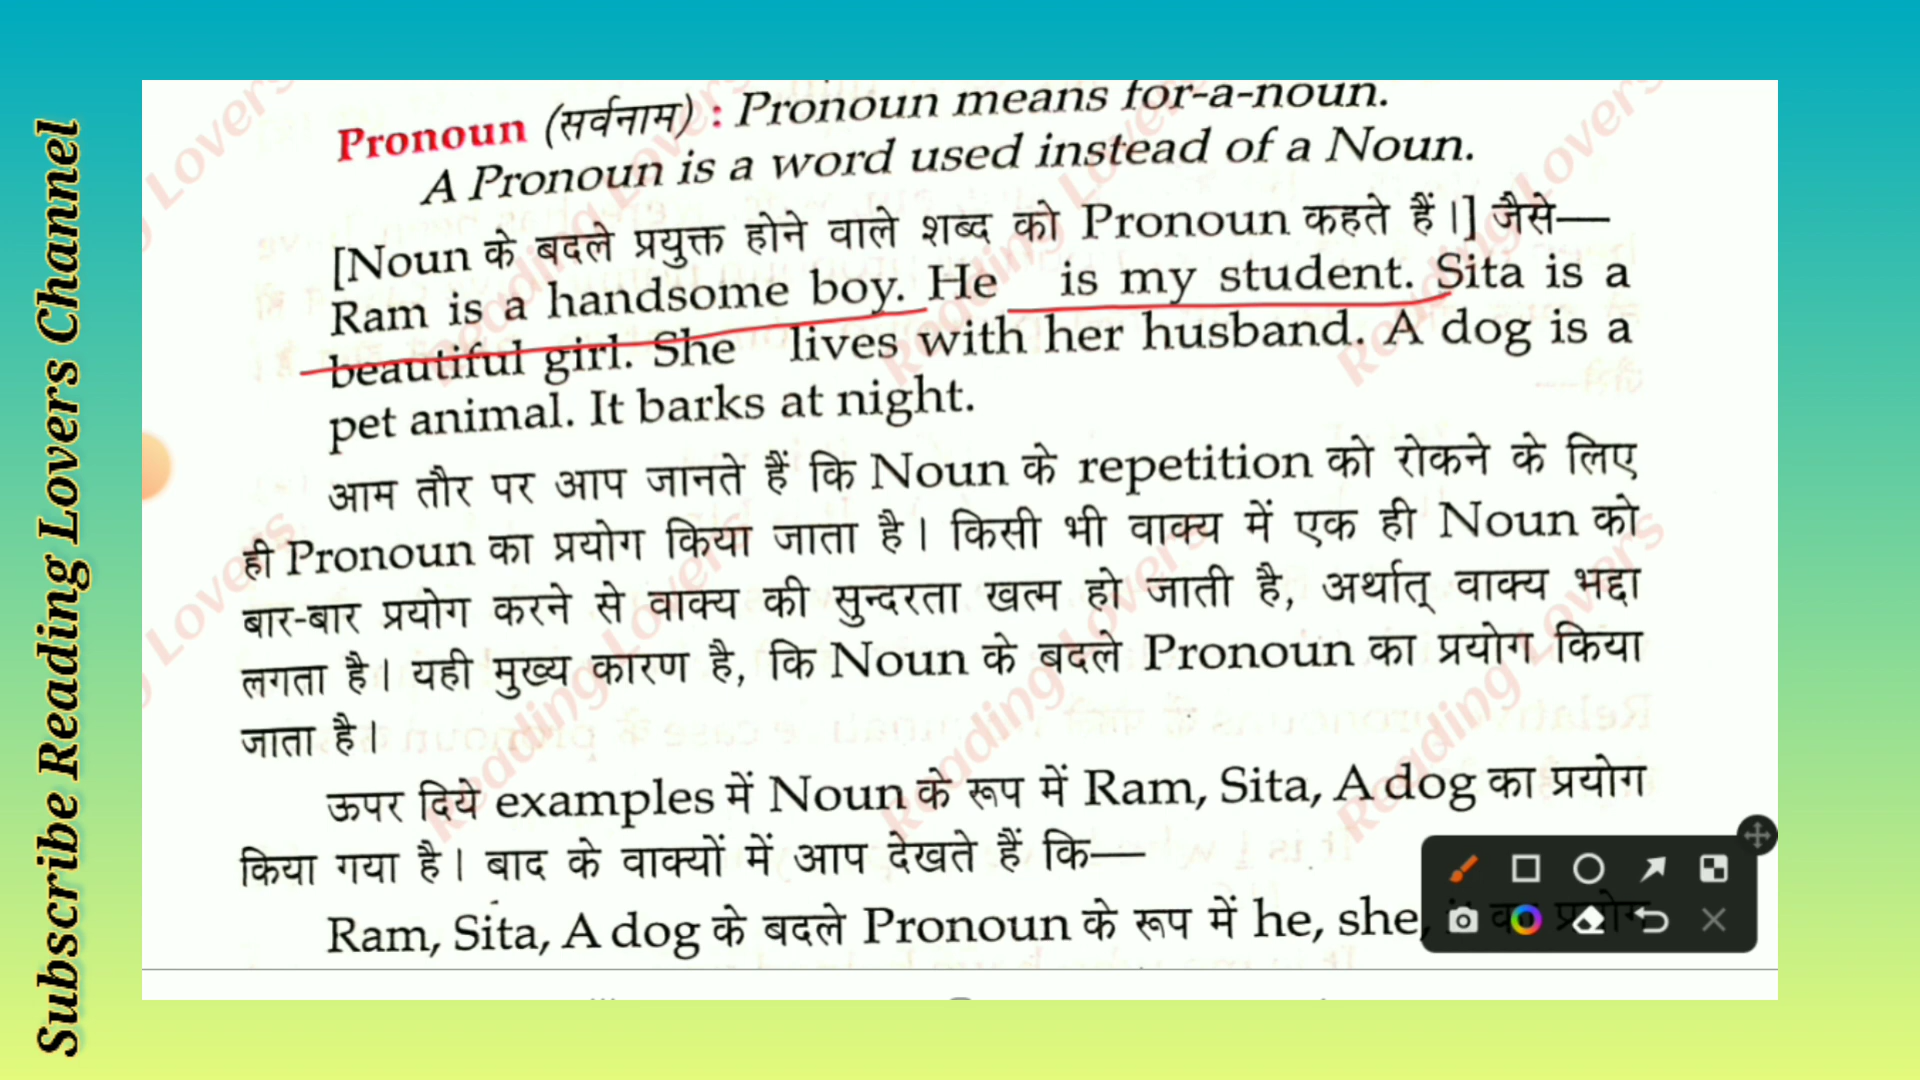 Subscribe Reading Lovers Channel
Pronoun (सर्वनाम) : Pronoun means for-a-noun.
A Pronoun is a word used instead of a Noun.
[Noun के बदले प्रयुक्त होने वाले शब्द को Pronoun कहते हैं।] जैसे—
Ram is a handsome boy. He is my student. Sita is a
beautiful girl. She lives with her husband. A dog is a
pet animal. It barks at night.
आम तौर पर आप जानते हैं कि Noun के repetition को रोकने के लिए
ही Pronoun का प्रयोग किया जाता है। किसी भी वाक्य में एक ही Noun को
बार-बार प्रयोग करने से वाक्य की सुन्दरता खत्म हो जाती है, अर्थात् वाक्य भद्दा
लगता है। यही मुख्य कारण है, कि Noun के बदले Pronoun का प्रयोग किया
जाता है।
ऊपर दिये examples में Noun के रूप में Ram, Sita, A dog का प्रयोग
किया गया है। बाद के वाक्यों में आप देखते हैं कि—
Ram, Sita, A dog के बदले Pronoun के रूप में he, she,